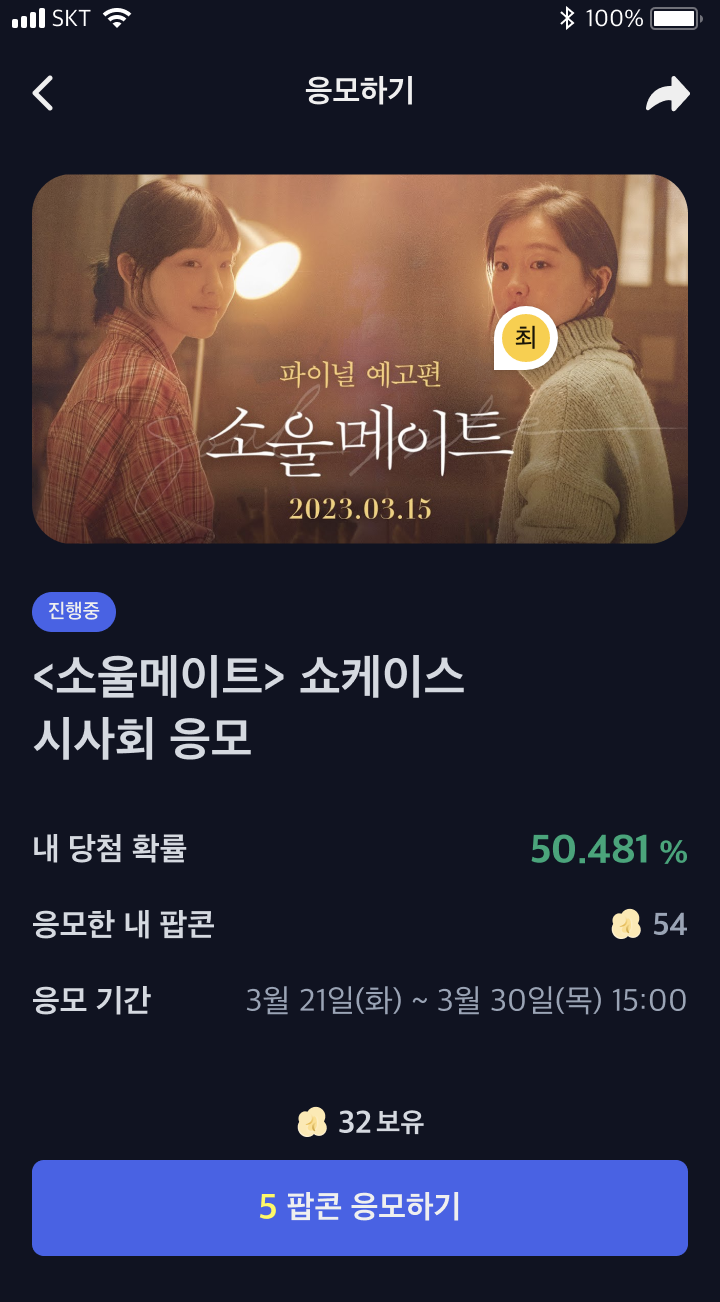 SKT 100%
응모하기
최
파이널 예고편
소울메이트
2023.03.15
진행중
<소울메이트> 쇼케이스
시사회 응모
내 당첨 확률 50.481 %
응모한 내 팝콘 54
응모 기간 3월 21일(화) ~ 3월 30일(목) 15:00
32 보유
5 팝콘 응모하기